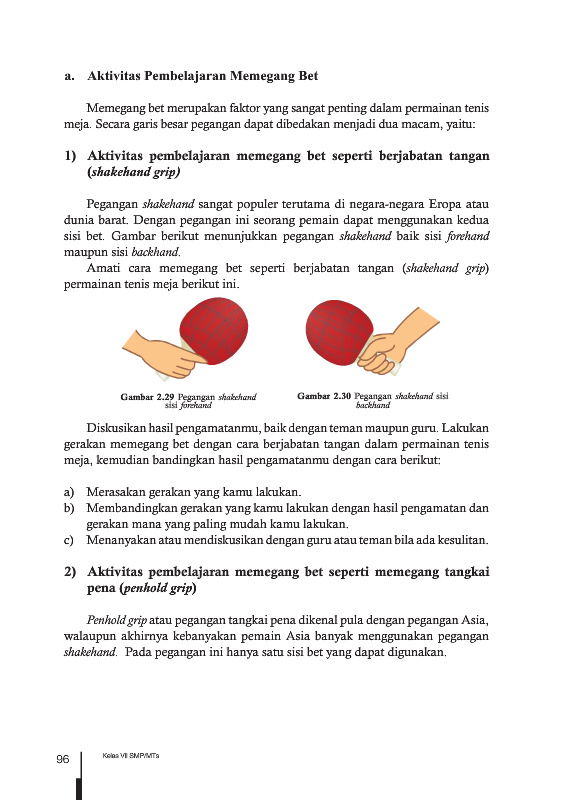 a. Aktivitas Pembelajaran Memegang Bet
Memegang bet merupakan faktor yang sangat penting dalam permainan tenis
meja. Secara garis besar pegangan dapat dibedakan menjadi dua macam, yaitu:
1) Aktivitas pembelajaran memegang bet seperti berjabatan tangan
(shakehand grip)
Pegangan shakehand sangat populer terutama di negara-negara Eropa atau
dunia barat. Dengan pegangan ini seorang pemain dapat menggunakan kedua
sisi bet. Gambar berikut menunjukkan pegangan shakehand baik sisi forehand
maupun sisi backhand.
Amati cara memegang bet seperti berjabatan tangan (shakehand grip)
permainan tenis meja berikut ini.
Gambar 2.29 Pegangan shakehand
sisi forehand
Gambar 2.30 Pegangan shakehand sisi
backhand
Diskusikan hasil pengamatanmu, baik dengan teman maupun guru. Lakukan
gerakan memegang bet dengan cara berjabatan tangan dalam permainan tenis
meja, kemudian bandingkan hasil pengamatanmu dengan cara berikut:
a) Merasakan gerakan yang kamu lakukan.
b) Membandingkan gerakan yang kamu lakukan dengan hasil pengamatan dan
gerakan mana yang paling mudah kamu lakukan.
c) Menanyakan atau mendiskusikan dengan guru atau teman bila ada kesulitan.
2) Aktivitas pembelajaran memegang bet seperti memegang tangkai
pena (penhold grip)
Penhold grip atau pegangan tangkai pena dikenal pula dengan pegangan Asia,
walaupun akhirnya kebanyakan pemain Asia banyak menggunakan pegangan
shakehand. Pada pegangan ini hanya satu sisi bet yang dapat digunakan.
96
Kelas VII SMP/MTs